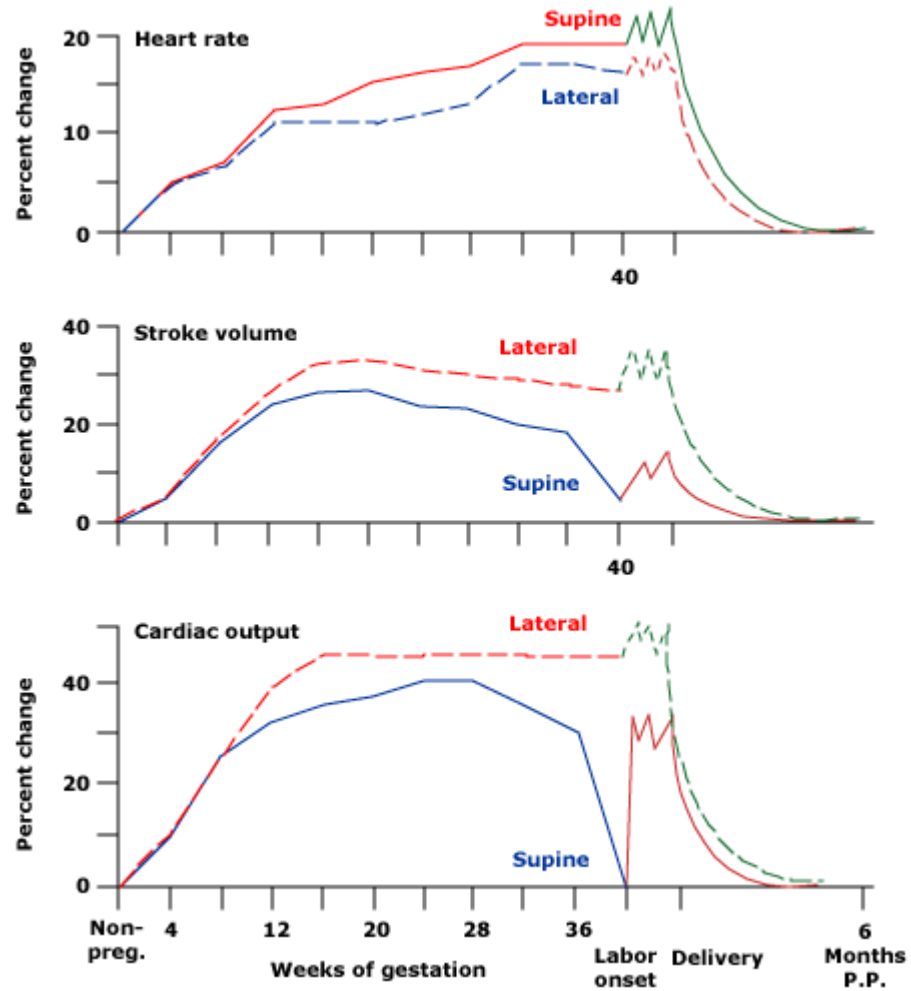 Heart rate
Supine
Lateral
Percent change
20
10
0
40
Stroke volume
Lateral
Supine
Percent change
40
20
0
40
Cardiac output
Lateral
Supine
Percent change
40
20
0
Non-
preg.
4
12
20
28
36
Labor
onset
Delivery
6
Months
P.P.
Weeks of gestation